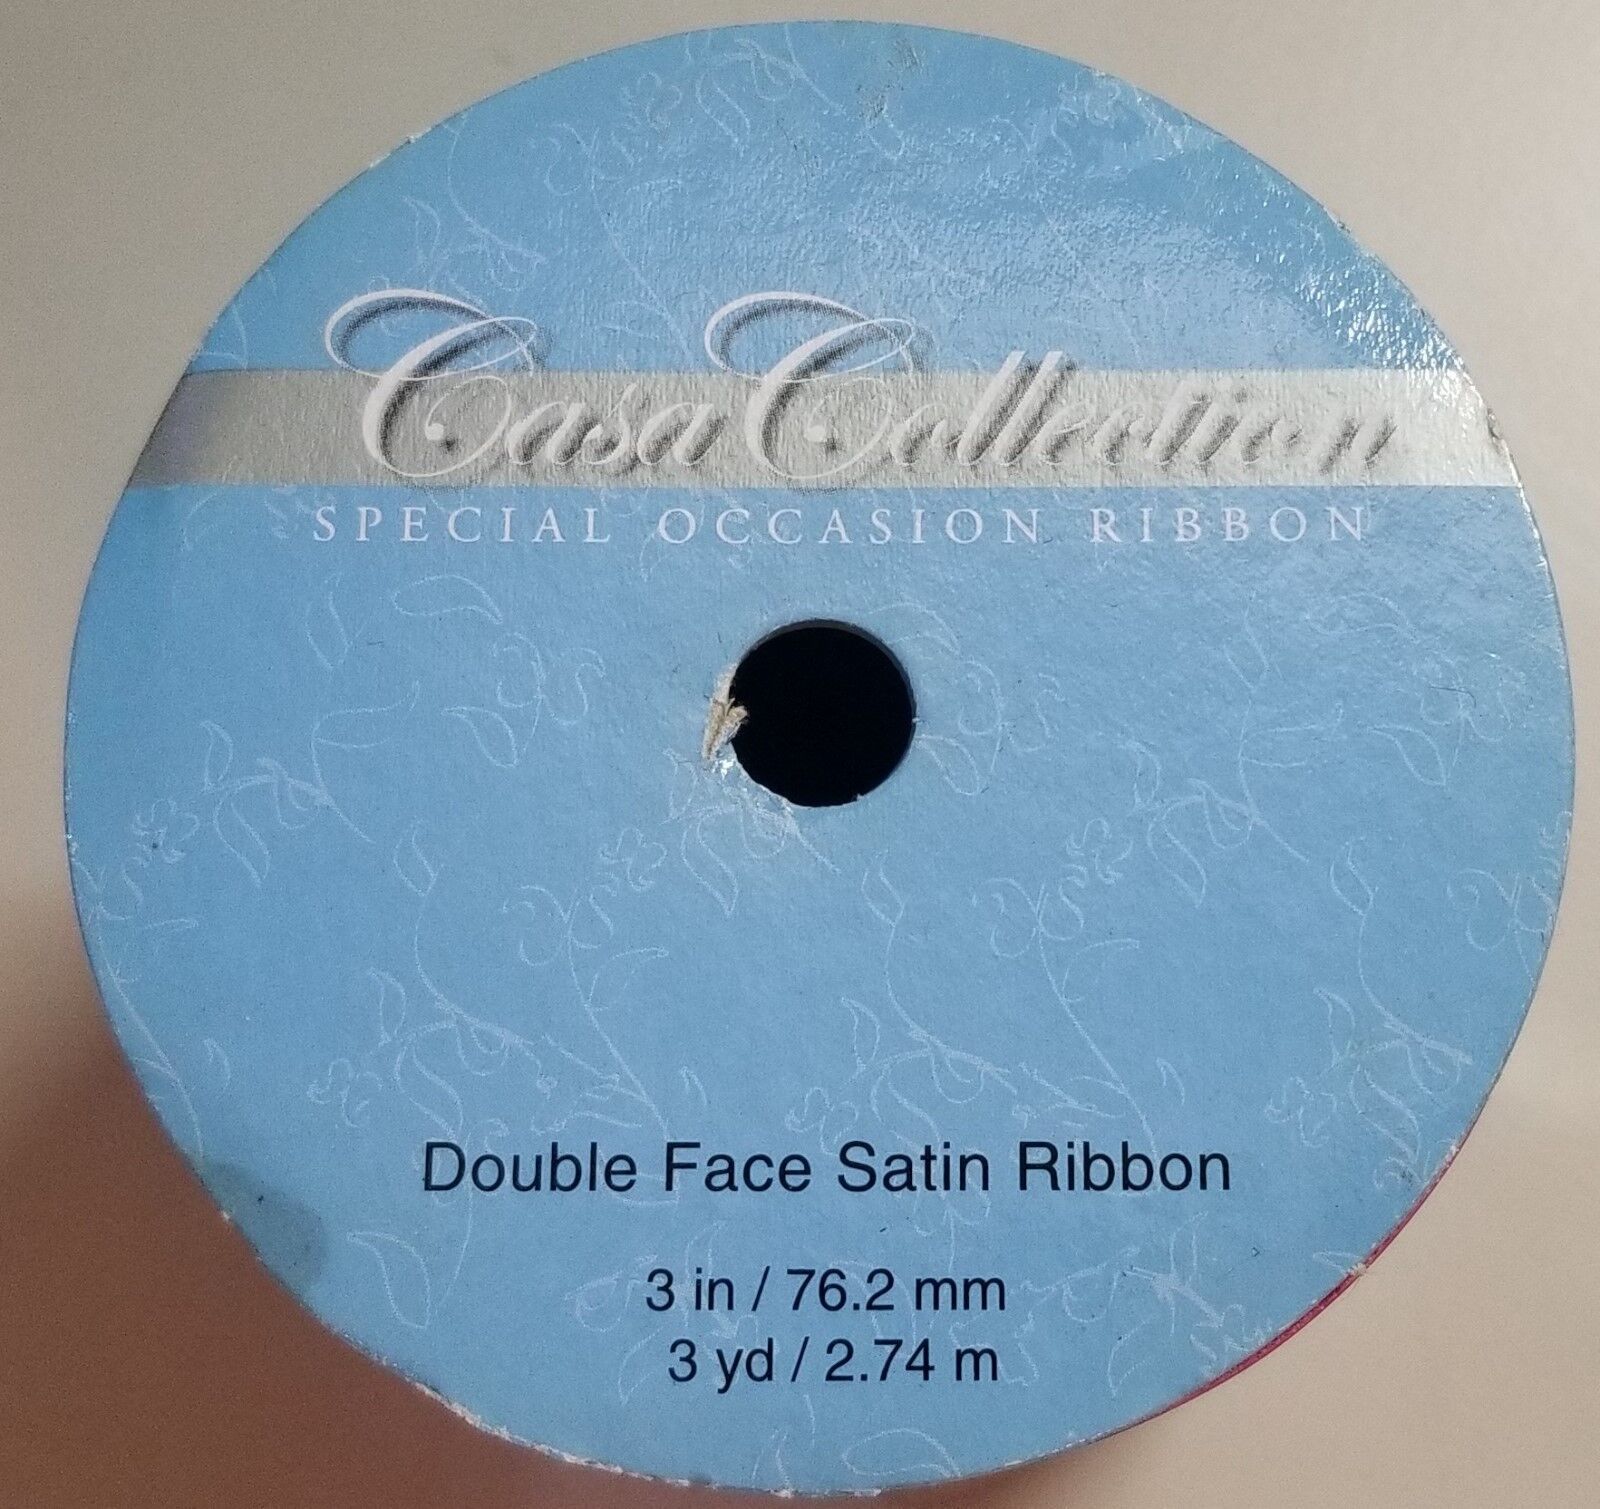 Casa Collection
SPECIAL OCCASION RIBBON
Double Face Satin Ribbon
3 in / 76.2 mm
3 yd / 2.74 m